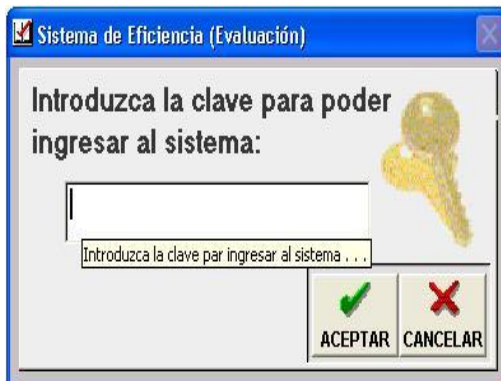 Sistema de Eficiencia (Evaluación)
Introduzca la clave para poder
ingresar al sistema:
Introduzca la clave par ingresar al sistema . . .
ACEPTAR CANCELAR